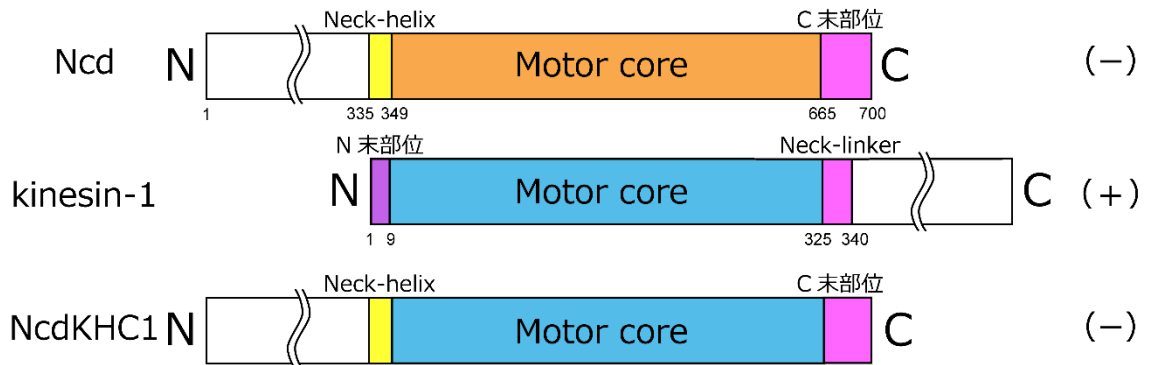 Neck-helix
C 末部位
Ncd N Motor core C (−)
1 335 349 665 700
N 末部位
Neck-linker
kinesin-1 N Motor core C (+)
1 9 325 340
Neck-helix
C 末部位
NcdKHC1 N Motor core C (−)